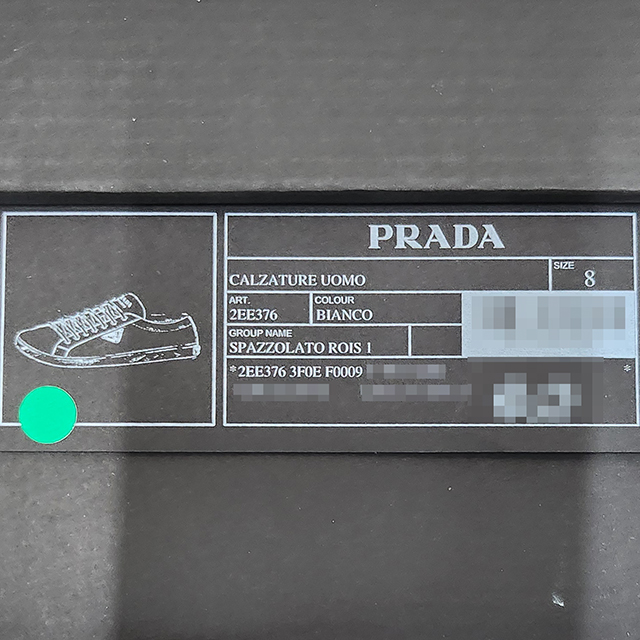 PRADA
CALZATURE UOMO
SIZE
8
ART.
2EE376
COLOUR
BIANCO
GROUP NAME
SPAZZOLATO ROIS 1
*2EE376 3F0E F0009 *